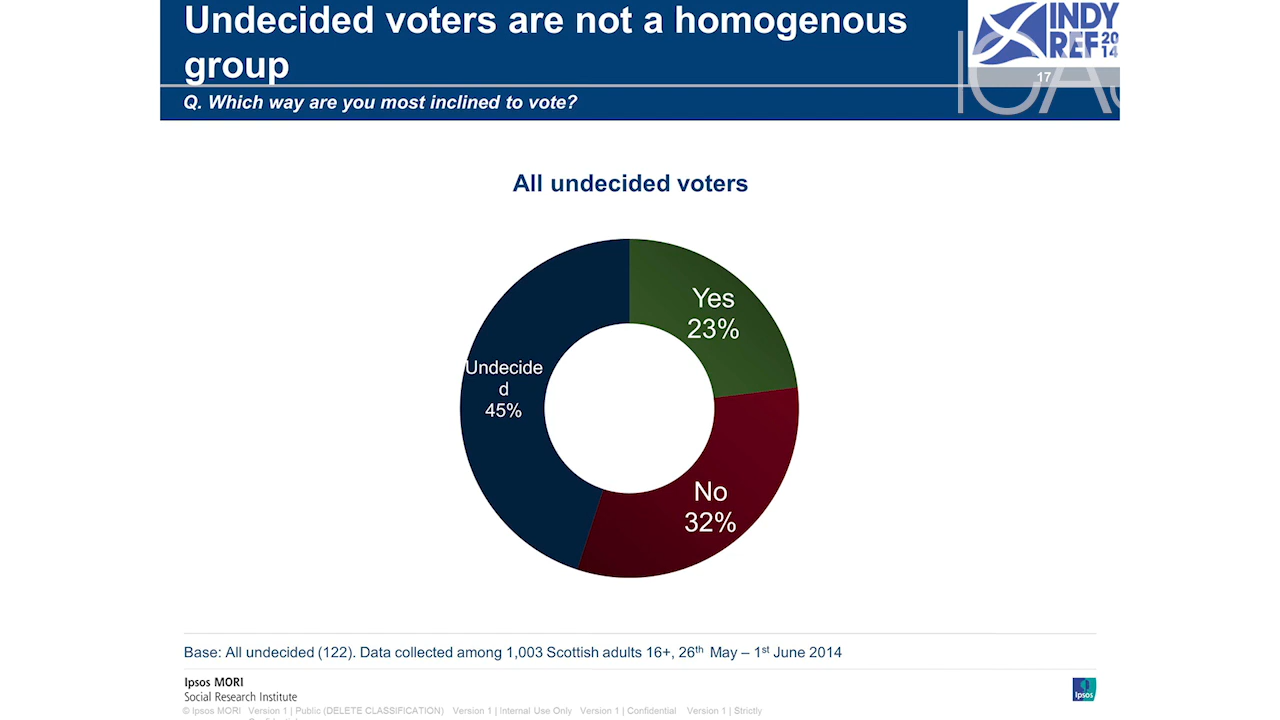 Undecided voters are not a homogenous
group
INDY
REF 20
14
17
ICAS
Q. Which way are you most inclined to vote?
All undecided voters
Yes
23%
Undecide
d
45%
No
32%
Base: All undecided (122). Data collected among 1,003 Scottish adults 16+, 26th May – 1st June 2014
Ipsos MORI
Social Research Institute
Ipsos
© Ipsos MORI Version 1 | Public (DELETE CLASSIFICATION) Version 1 | Internal Use Only Version 1 | Confidential Version 1 | Strictly